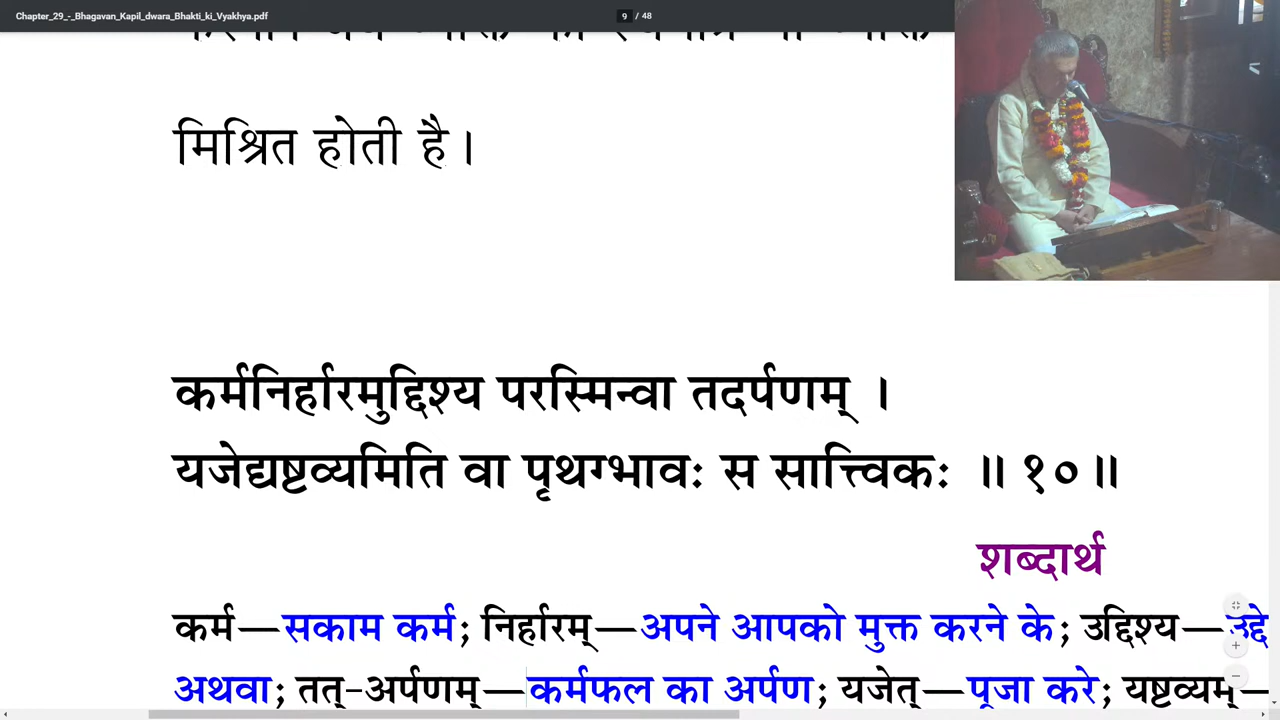 Chapter_29_-_Bhagavan_Kapil_dwara_Bhakti_ki_Vyakhya.pdf
9 / 48
मिश्रित होती है।
कर्मनिर्हारमुद्दिश्य परस्मिन्वा तदर्पणम् ।
यजेद्यष्टव्यमिति वा पृथग्भावः स सात्त्विकः ॥ १०॥
शब्दार्थ
कर्म—सकाम कर्म; निर्हारम्—अपने आपको मुक्त करने के; उद्दिश्य—
अथवा; तत्-अर्पणम्—कर्मफल का अर्पण; यजेत्—पूजा करे; यष्टव्यम्—